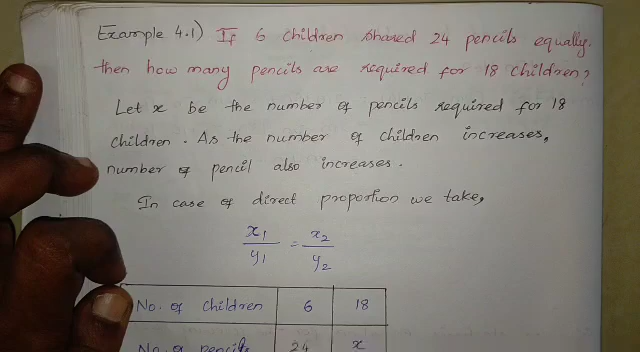 Example 4.1) If 6 children shared 24 pencils equally.
then how many pencils are required for 18 children?
Let x be the number of pencils required for 18
children. As the number of children increases,
number of pencil also increases.
In case of direct proportion we take,
x₁/y₁ = x₂/y₂
No. of children 6 18
No. of pencils 24 x